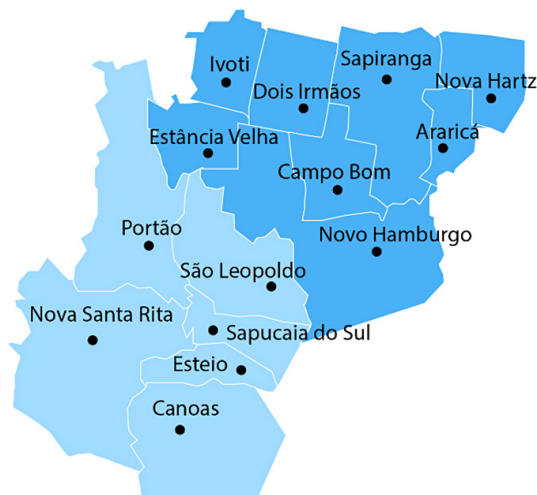 Ivoti
Sapiranga
Nova Hartz
Dois Irmãos
Estância Velha
Araricá
Campo Bom
Portão
Novo Hamburgo
São Leopoldo
Nova Santa Rita
Sapucaia do Sul
Esteio
Canoas